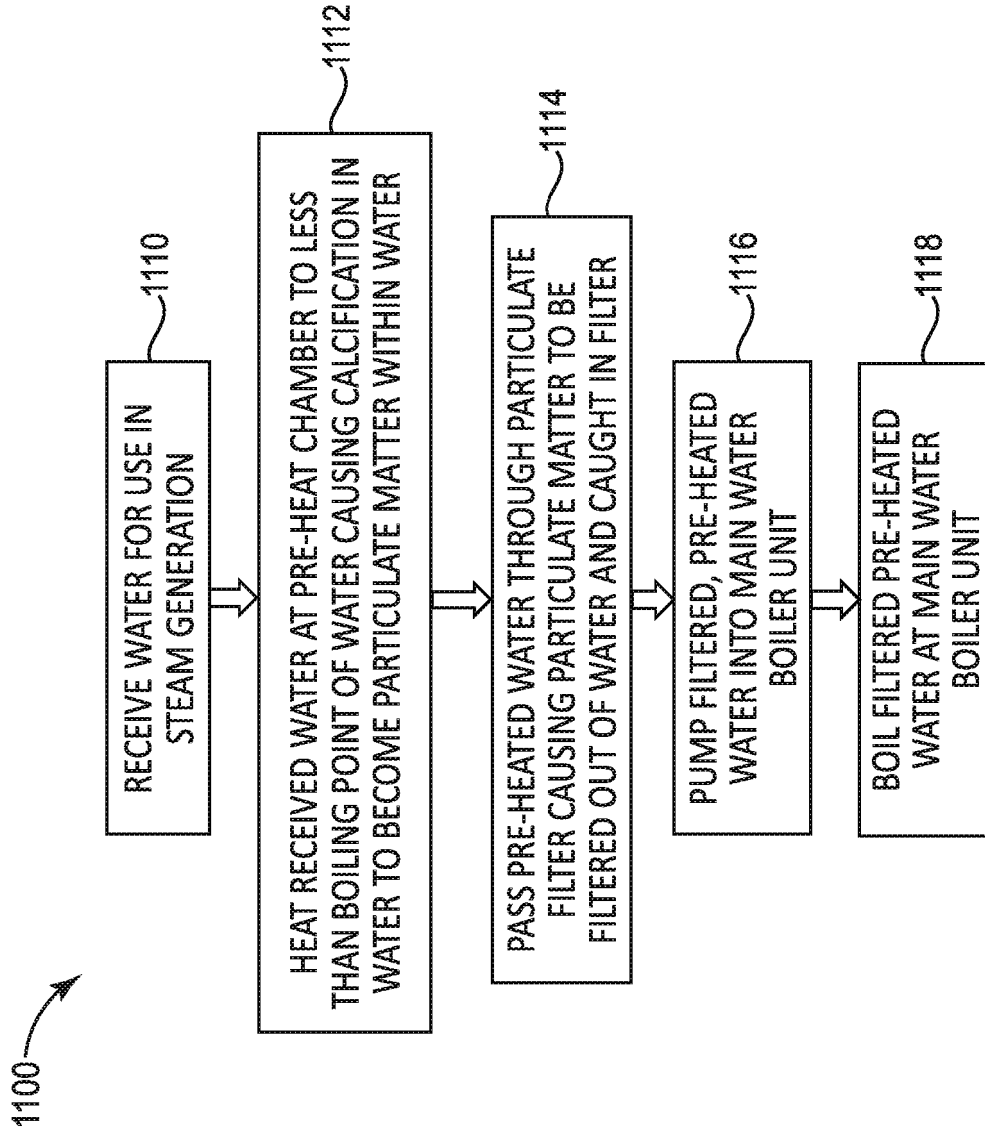 1100
RECEIVE WATER FOR USE IN
STEAM GENERATION
1110
HEAT RECEIVED WATER AT PRE-HEAT CHAMBER TO LESS
THAN BOILING POINT OF WATER CAUSING CALCIFICATION IN
WATER TO BECOME PARTICULATE MATTER WITHIN WATER
1112
PASS PRE-HEATED WATER THROUGH PARTICULATE
FILTER CAUSING PARTICULATE MATTER TO BE
FILTERED OUT OF WATER AND CAUGHT IN FILTER
1114
PUMP FILTERED, PRE-HEATED
WATER INTO MAIN WATER
BOILER UNIT
1116
BOIL FILTERED PRE-HEATED
WATER AT MAIN WATER
BOILER UNIT
1118